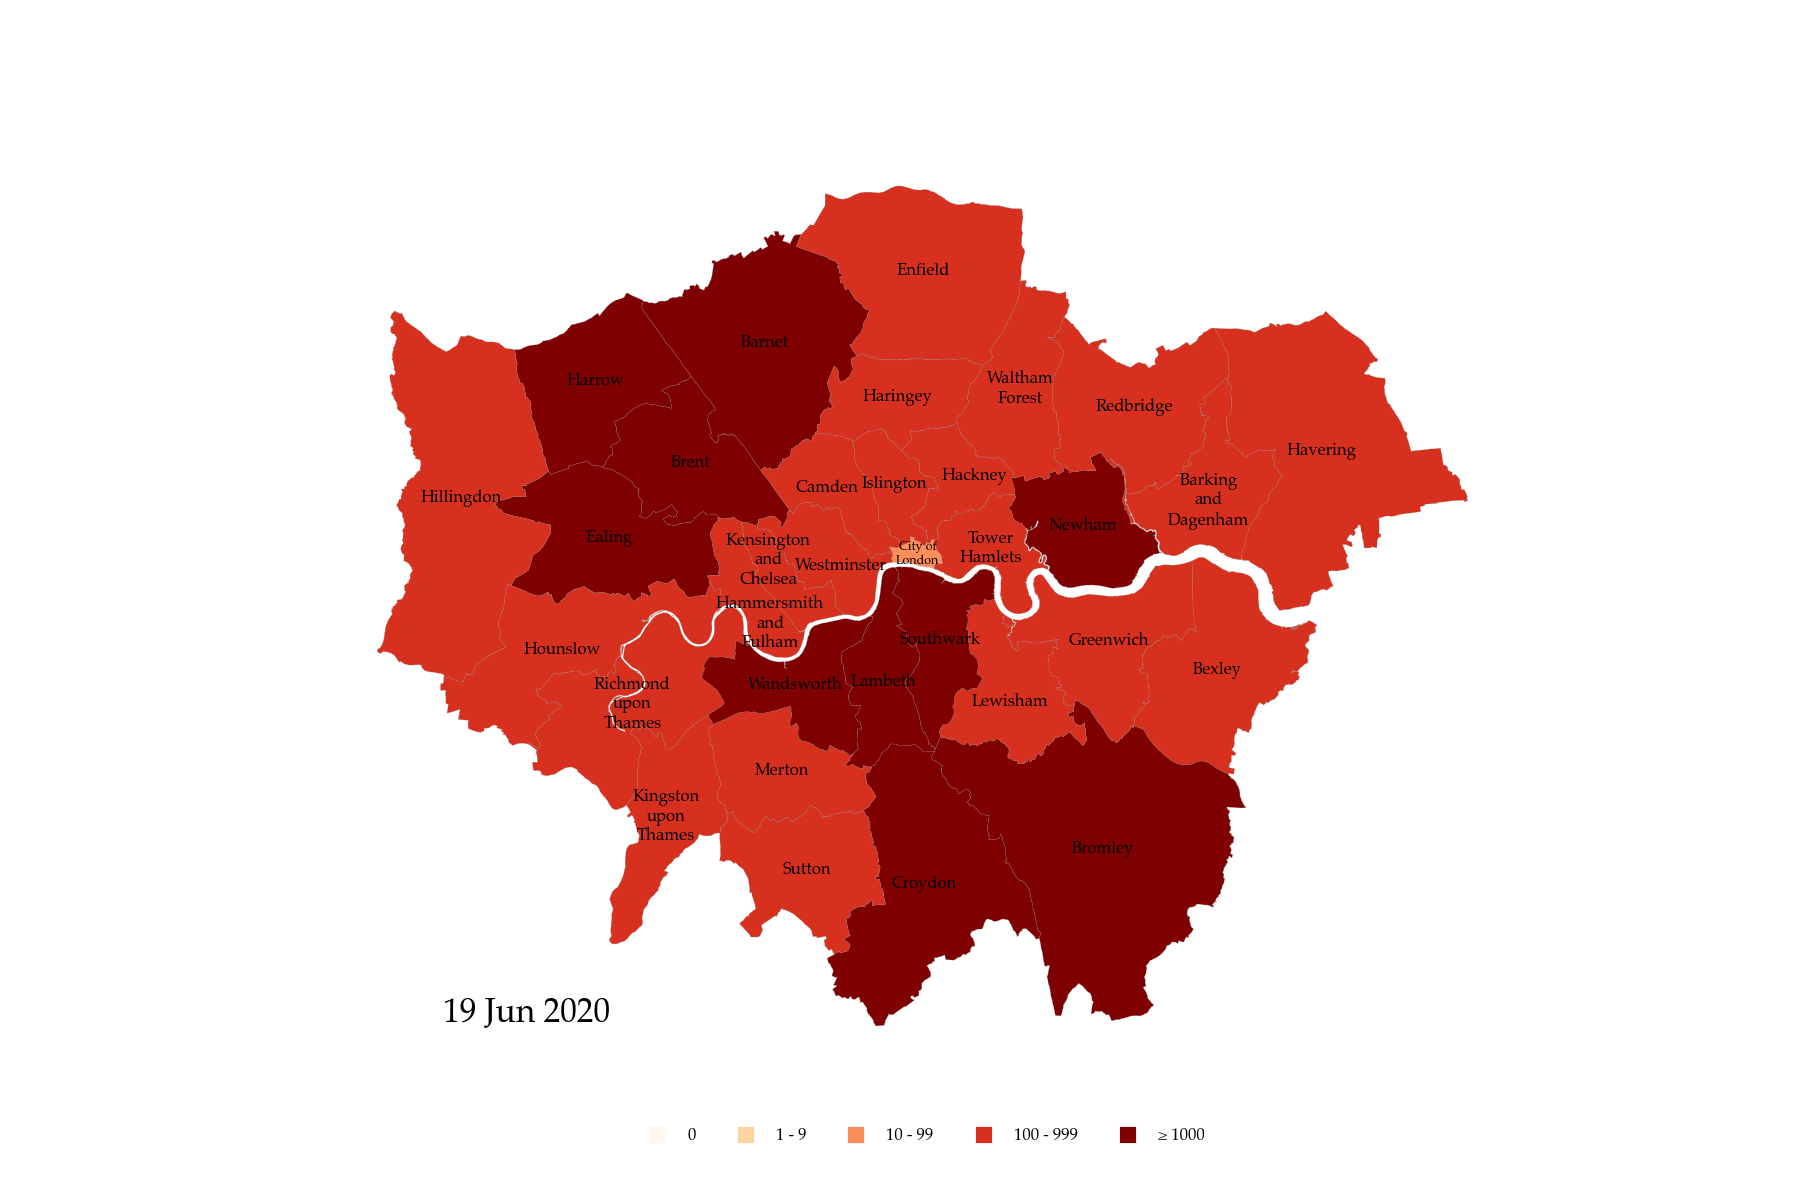 Enfield
Barnet
Harrow
Haringey
Waltham
Forest
Redbridge
Havering
Brent
Hillingdon
Camden
Islington
Hackney
Barking
and
Dagenham
Newham
Ealing
Kensington
and
Chelsea
Westminster
City of
London
Tower
Hamlets
Hammersmith
and
Fulham
Hounslow
Southwark
Greenwich
Bexley
Richmond
upon
Thames
Wandsworth
Lambeth
Lewisham
Merton
Kingston
upon
Thames
Sutton
Croydon
Bromley
19 Jun 2020
0
1 - 9
10 - 99
100 - 999
≥ 1000